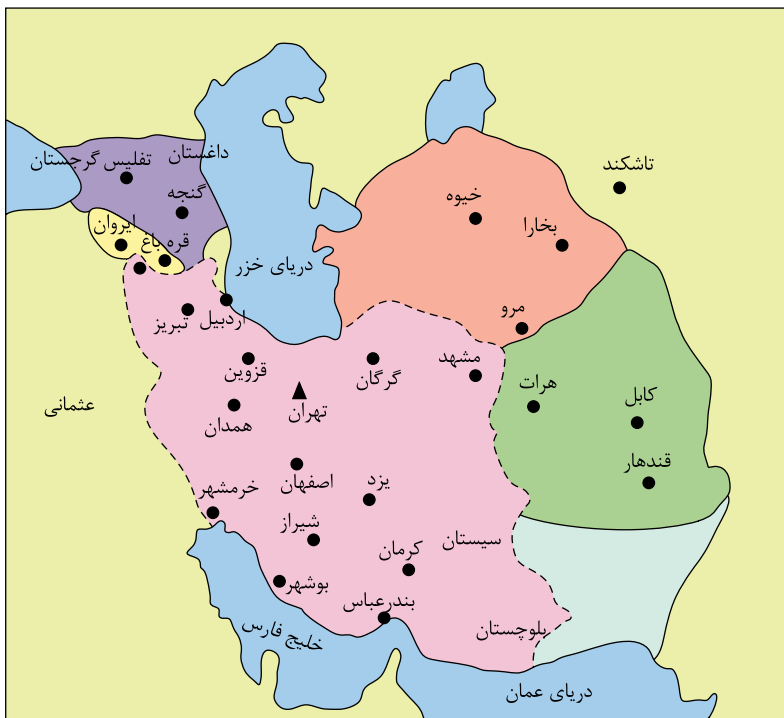 داغستان
تفلیس گرجستان
گنجه
تاشکند
خیوه
ایروان
بخارا
قره باغ
دریای خزر
مرو
اردبیل
تبریز
مشهد
قزوین
گرگان
هرات
عثمانی
تهران
کابل
همدان
قندهار
اصفهان
یزد
خرمشهر
شیراز
سیستان
کرمان
بوشهر
بندرعباس
خلیج فارس
بلوچستان
دریای عمان